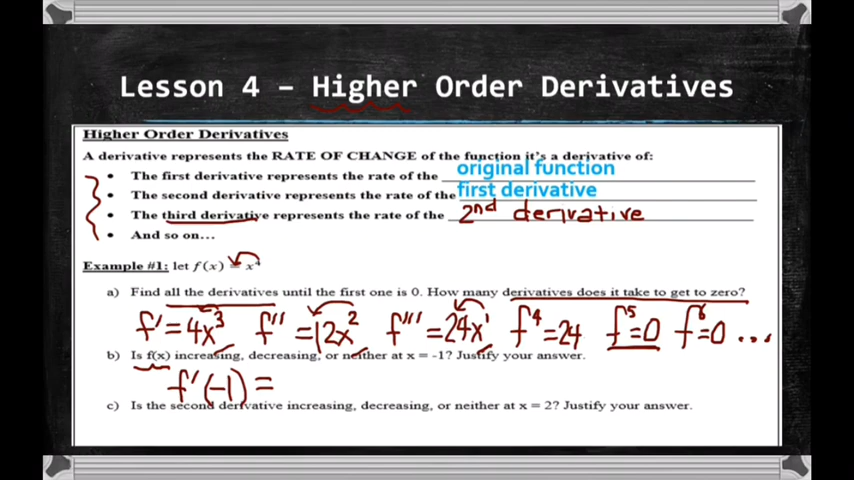 Lesson 4 – Higher Order Derivatives
Higher Order Derivatives
A derivative represents the RATE OF CHANGE of the function it's a derivative of:
• The first derivative represents the rate of the original function
• The second derivative represents the rate of the first derivative
• The third derivative represents the rate of the 2nd derivative
• And so on...
Example #1: let f(x) = x⁴
a) Find all the derivatives until the first one is 0. How many derivatives does it take to get to zero?
f' = 4x³ f'' = 12x² f''' = 24x¹ f⁴ = 24 f⁵ = 0 f⁶ = 0 ...
b) Is f(x) increasing, decreasing, or neither at x = -1? Justify your answer.
f'(-1) =
c) Is the second derivative increasing, decreasing, or neither at x = 2? Justify your answer.